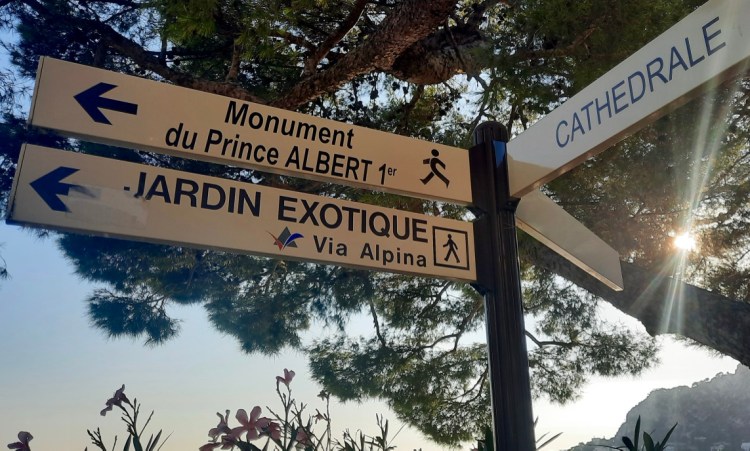 Monument
du Prince ALBERT 1er
JARDIN EXOTIQUE
Via Alpina
CATHEDRALE